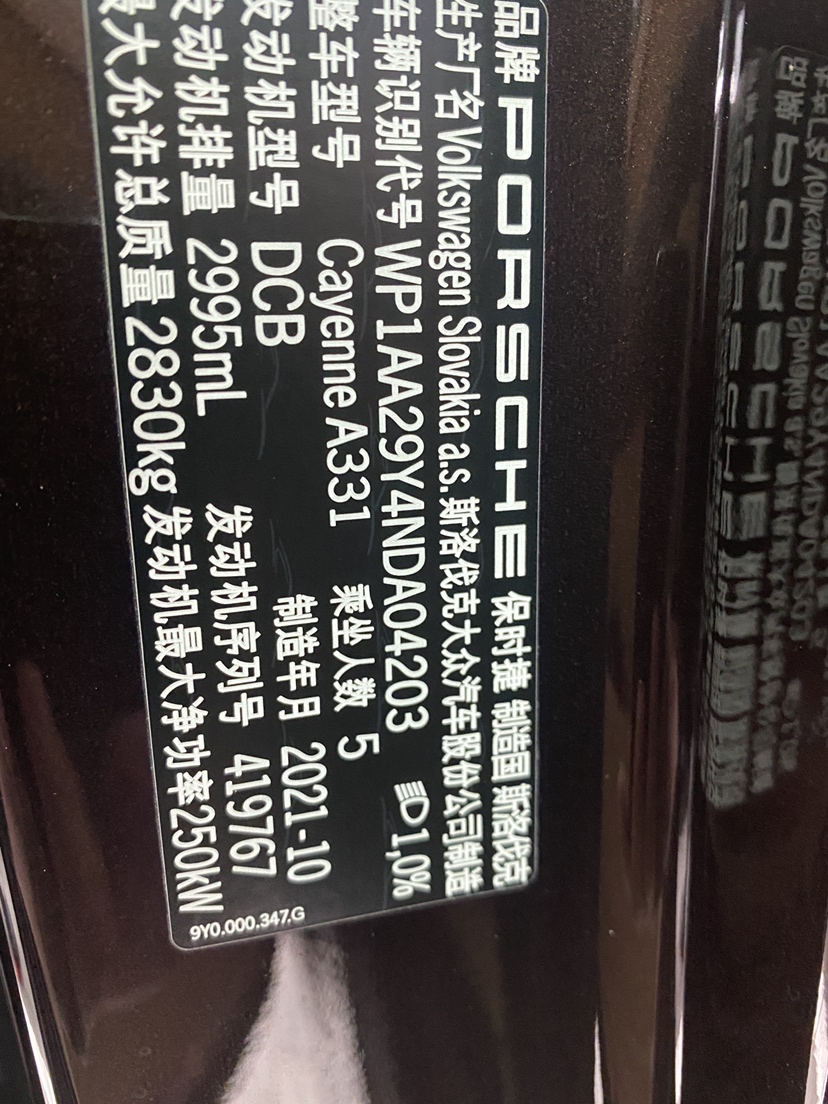 品牌 PORSCHE 保时捷 制造国 斯洛伐克
生产厂名 Volkswagen Slovakia a.s. 斯洛伐克大众汽车股份公司制造
车辆识别代号 WP1AA29Y4NDA04203 1,0%
整车型号 Cayenne A331 乘坐人数 5
发动机型号 DCB 制造年月 2021-10
发动机排量 2995mL 发动机序列号 419767
最大允许总质量 2830kg 发动机最大净功率250kW
9Y0.000.347.G